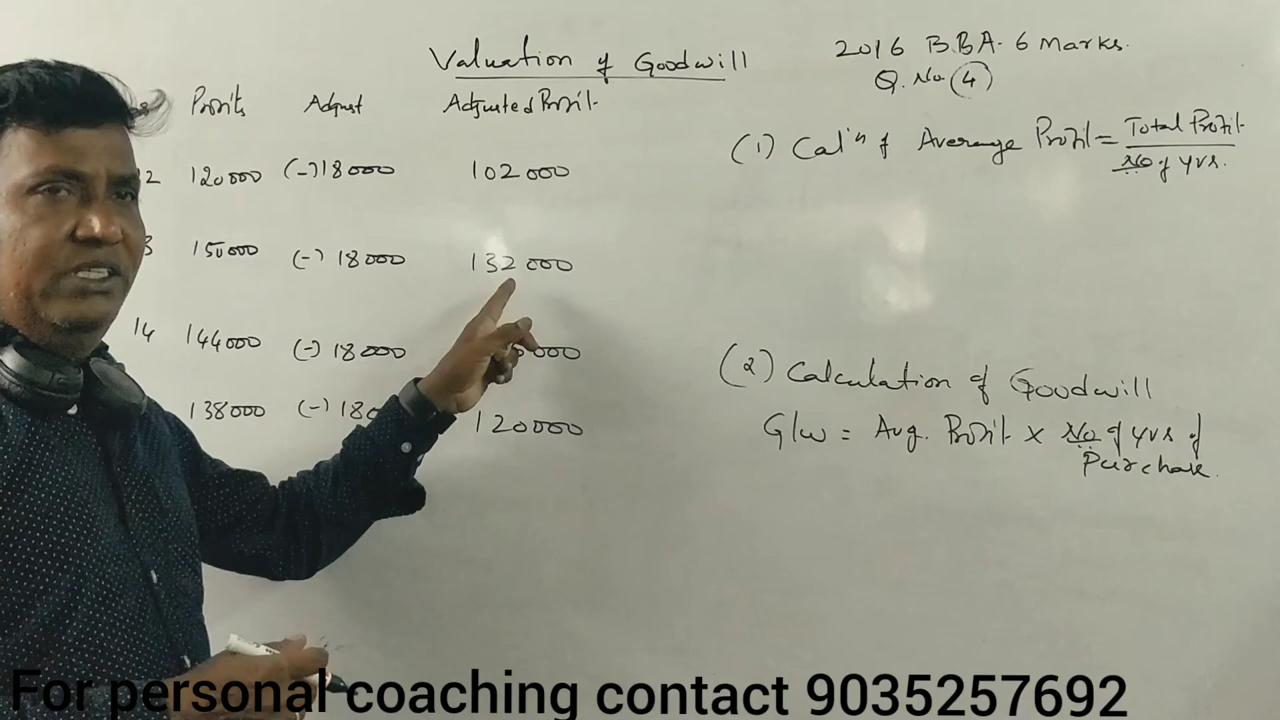 Valuation of Goodwill
2016 B.B.A. 6 Marks.
Q. No (4)
Profits Adjust Adjusted Profit
2 120000 (-) 18000 102000
3 150000 (-) 18000 132000
14 144000 (-) 18000 000
138000 (-) 180 120000
(1) Cal'n of Average Profit = Total Profit
No of yrs.
(2) Calculation of Goodwill
G/w = Avg. Profit × No of yrs of
Purchase.
For personal coaching contact 9035257692